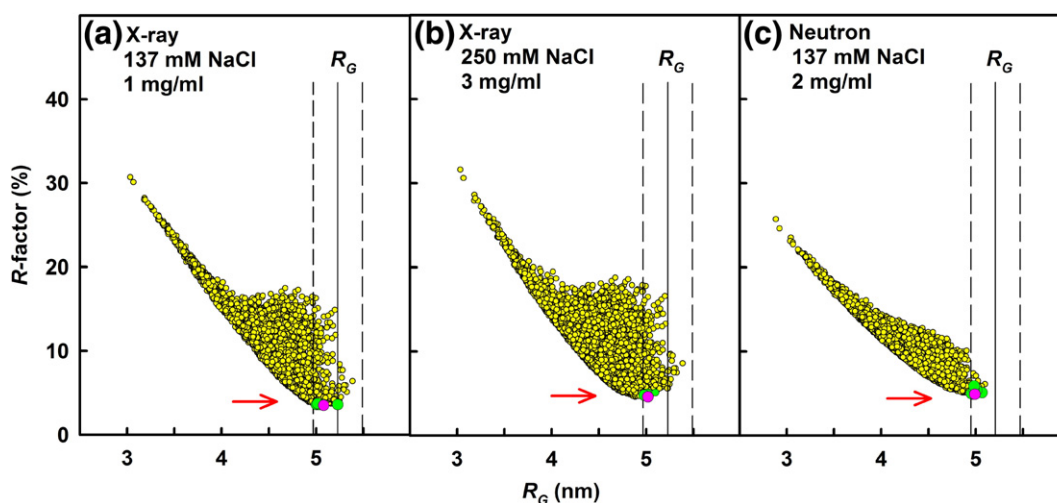 (a) X-ray
137 mM NaCl
1 mg/ml
R_G
(b) X-ray
250 mM NaCl
3 mg/ml
R_G
(c) Neutron
137 mM NaCl
2 mg/ml
R_G
R-factor (%)
40
30
20
10
0
3 4 5
3 4 5
3 4 5
R_G (nm)